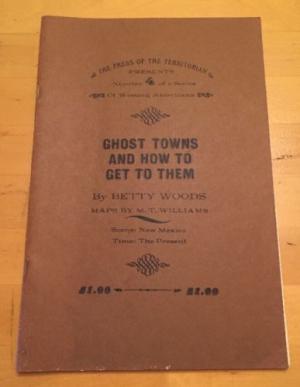 THE PRESS OF THE TERRITORIAN
PRESENTS
Number 4 of a Series
Of Western Americana
GHOST TOWNS
AND HOW TO
GET TO THEM
By BETTY WOODS
MAPS BY M. T. WILLIAMS
Scene: New Mexico
Time: The Present
$1.00 $1.00